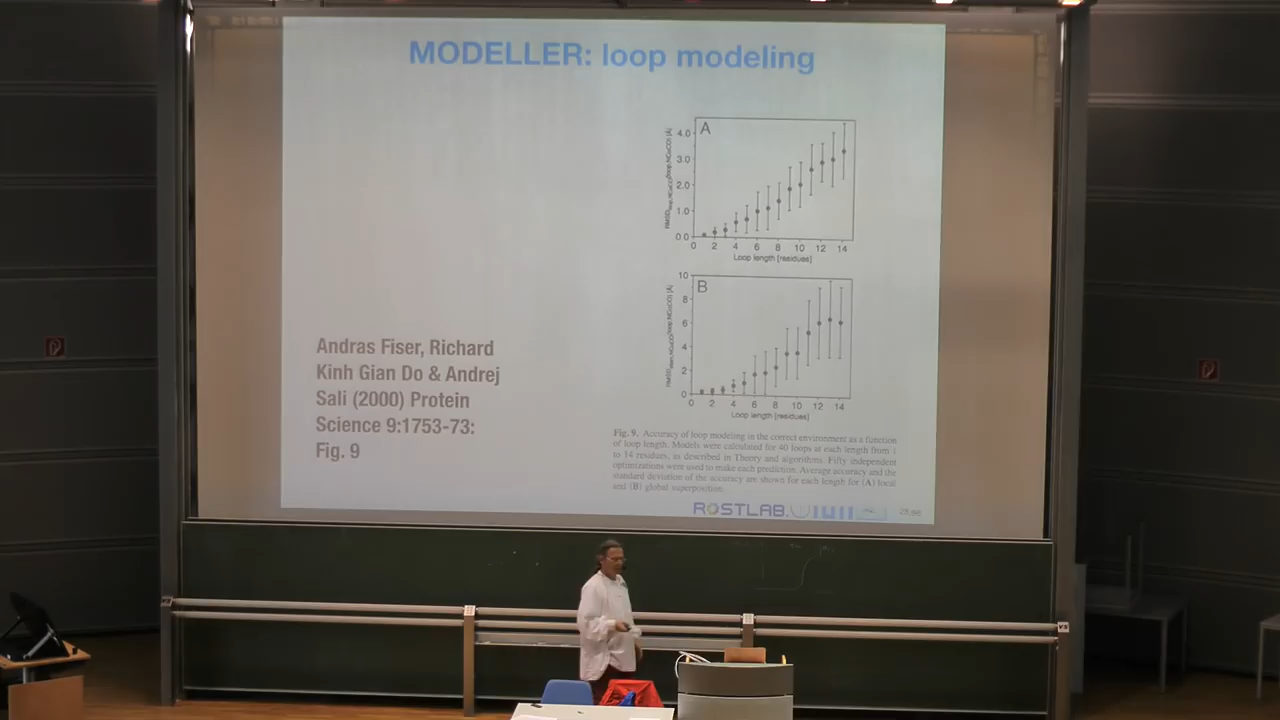 MODELLER: loop modeling
A
4.0
3.0
2.0
1.0
0.0
0 2 4 6 8 10 12 14
Loop length [residues]
B
10
8
6
4
2
0
0 2 4 6 8 10 12 14
Loop length [residues]
Andras Fiser, Richard
Kinh Gian Do & Andrej
Sali (2000) Protein
Science 9:1753-73:
Fig. 9
Fig. 9. Accuracy of loop modeling in the correct environment as a function
of loop length. Models were calculated for 40 loops at each length from 1
to 14 residues, as described in Theory and algorithms. Fifty independent
optimizations were used to make each prediction. Average accuracy and the
standard deviation of the accuracy are shown for each length for (A) local
and (B) global superposition.
ROSTLAB